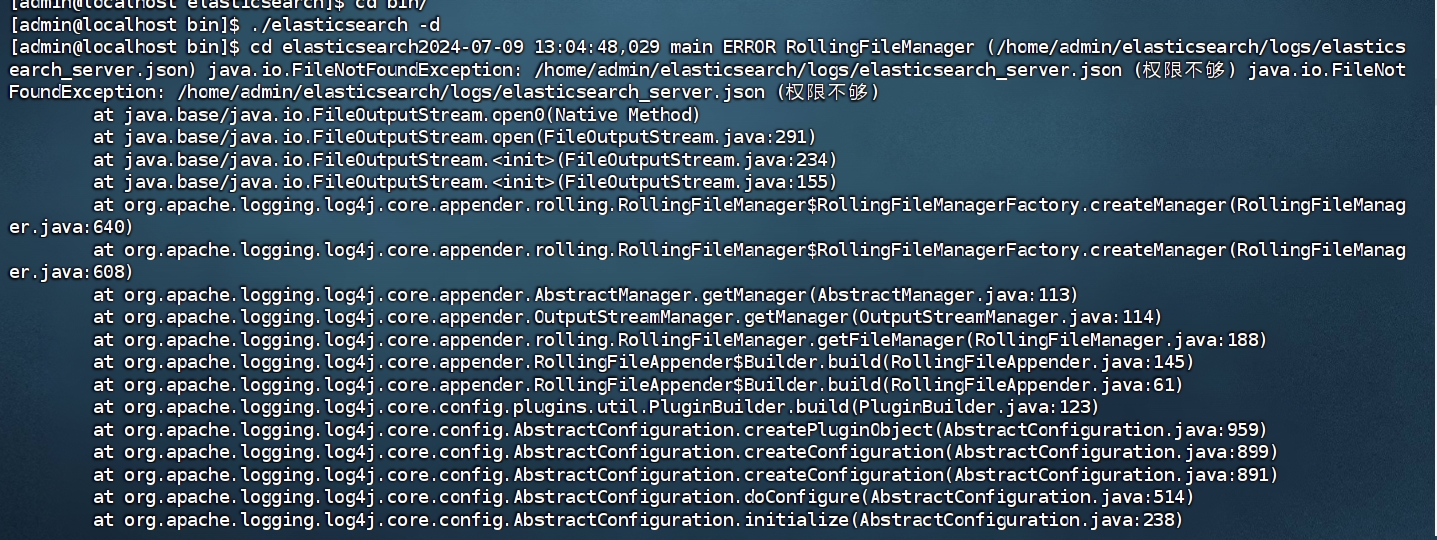 [admin@localhost elasticsearch]$ cd bin/
[admin@localhost bin]$ ./elasticsearch -d
[admin@localhost bin]$ cd elasticsearch2024-07-09 13:04:48,029 main ERROR RollingFileManager (/home/admin/elasticsearch/logs/elastics
earch_server.json) java.io.FileNotFoundException: /home/admin/elasticsearch/logs/elasticsearch_server.json (权限不够) java.io.FileNot
FoundException: /home/admin/elasticsearch/logs/elasticsearch_server.json (权限不够)
        at java.base/java.io.FileOutputStream.open0(Native Method)
        at java.base/java.io.FileOutputStream.open(FileOutputStream.java:291)
        at java.base/java.io.FileOutputStream.<init>(FileOutputStream.java:234)
        at java.base/java.io.FileOutputStream.<init>(FileOutputStream.java:155)
        at org.apache.logging.log4j.core.appender.rolling.RollingFileManager$RollingFileManagerFactory.createManager(RollingFileManag
er.java:640)
        at org.apache.logging.log4j.core.appender.rolling.RollingFileManager$RollingFileManagerFactory.createManager(RollingFileManag
er.java:608)
        at org.apache.logging.log4j.core.appender.AbstractManager.getManager(AbstractManager.java:113)
        at org.apache.logging.log4j.core.appender.OutputStreamManager.getManager(OutputStreamManager.java:114)
        at org.apache.logging.log4j.core.appender.rolling.RollingFileManager.getFileManager(RollingFileManager.java:188)
        at org.apache.logging.log4j.core.appender.RollingFileAppender$Builder.build(RollingFileAppender.java:145)
        at org.apache.logging.log4j.core.appender.RollingFileAppender$Builder.build(RollingFileAppender.java:61)
        at org.apache.logging.log4j.core.config.plugins.util.PluginBuilder.build(PluginBuilder.java:123)
        at org.apache.logging.log4j.core.config.AbstractConfiguration.createPluginObject(AbstractConfiguration.java:959)
        at org.apache.logging.log4j.core.config.AbstractConfiguration.createConfiguration(AbstractConfiguration.java:899)
        at org.apache.logging.log4j.core.config.AbstractConfiguration.createConfiguration(AbstractConfiguration.java:891)
        at org.apache.logging.log4j.core.config.AbstractConfiguration.doConfigure(AbstractConfiguration.java:514)
        at org.apache.logging.log4j.core.config.AbstractConfiguration.initialize(AbstractConfiguration.java:238)